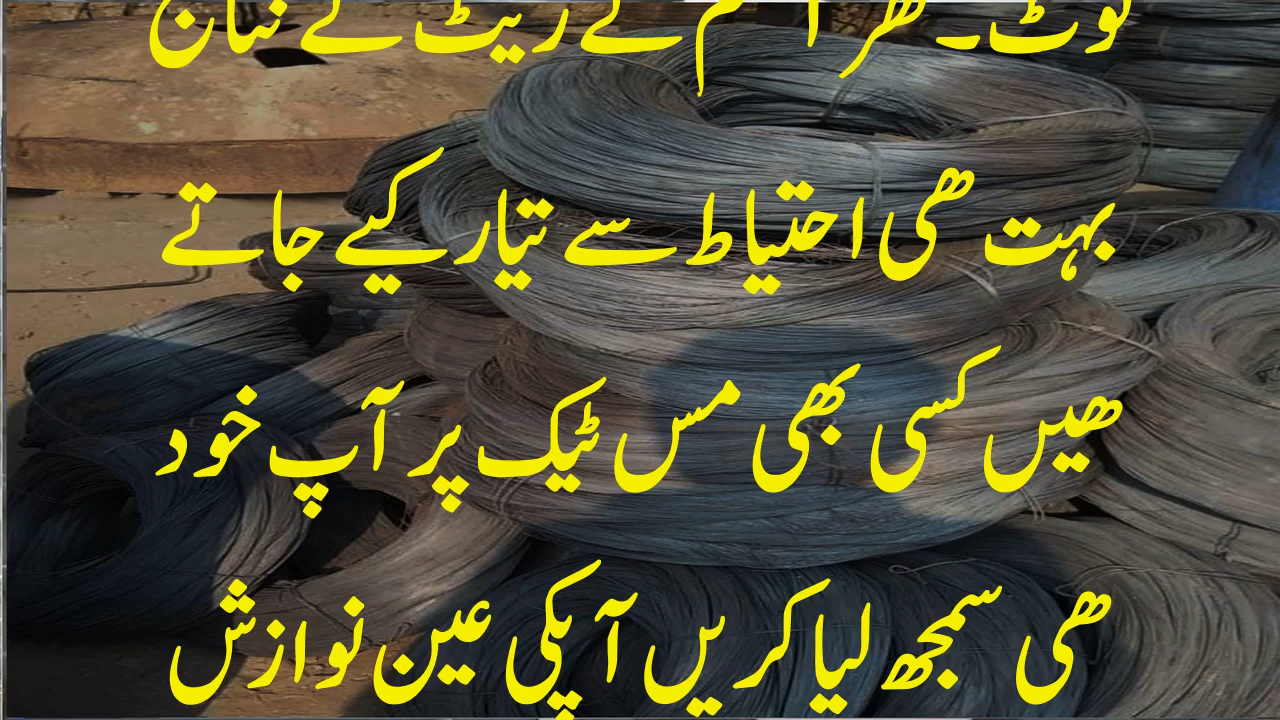 نوٹ۔ھر کے ریٹ کے نتائج
بہت ھی احتیاط سے تیار کیے جاتے
ھیں کسی بھی مس ٹیک پر آپ خود
ھی سمجھ لیا کریں آپکی عین نوازش